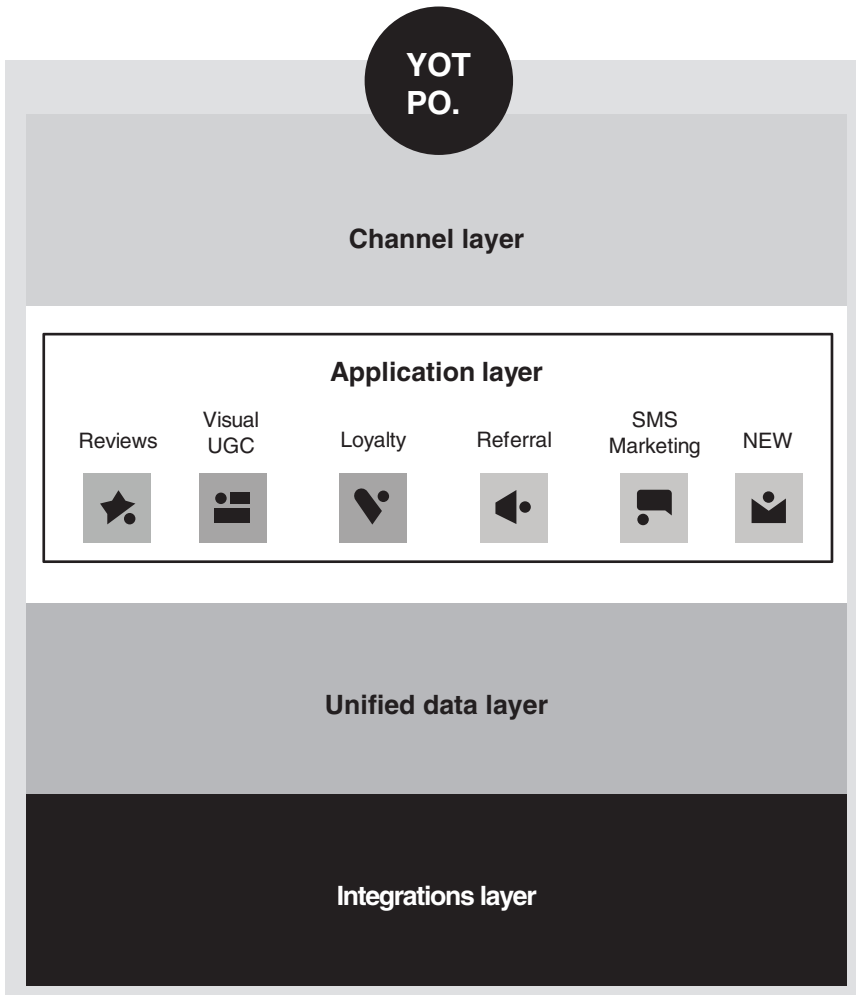 YOT
PO.
Channel layer
Application layer
Reviews
Visual
UGC
Loyalty
Referral
SMS
Marketing
NEW
Unified data layer
Integrations layer